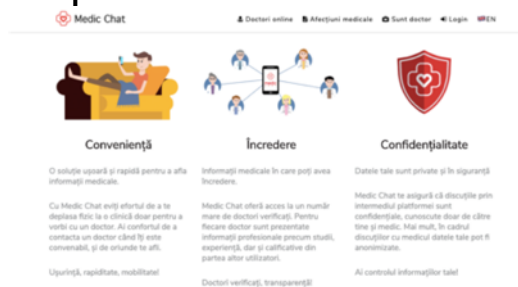 Medic Chat
Doctori online Afecțiuni medicale Sunt doctor Login EN
medic
Conveniență
O soluție ușoară și rapidă pentru a afla
informații medicale.
Cu Medic Chat eviți efortul de a te
deplasa fizic la o clinică doar pentru a
vorbi cu un doctor. Ai confortul de a
contacta un doctor când îți este
convenabil, și de oriunde te afli.
Ușurință, rapiditate, mobilitate!
Încredere
Informații medicale în care poți avea
încredere.
Medic Chat oferă acces la un număr
mare de doctori verificați. Pentru
fiecare doctor sunt prezentate
informații profesionale precum studii,
experiență, dar și calificative din
partea altor utilizatori.
Doctori verificați, transparență!
Confidențialitate
Datele tale sunt private și în siguranță
Medic Chat te asigură că discuțiile prin
intermediul platformei sunt
confidențiale, cunoscute doar de către
tine și medic. Mai mult, în cadrul
discuțiilor cu medicul datele tale pot fi
anonimizate.
Ai controlul informațiilor tale!